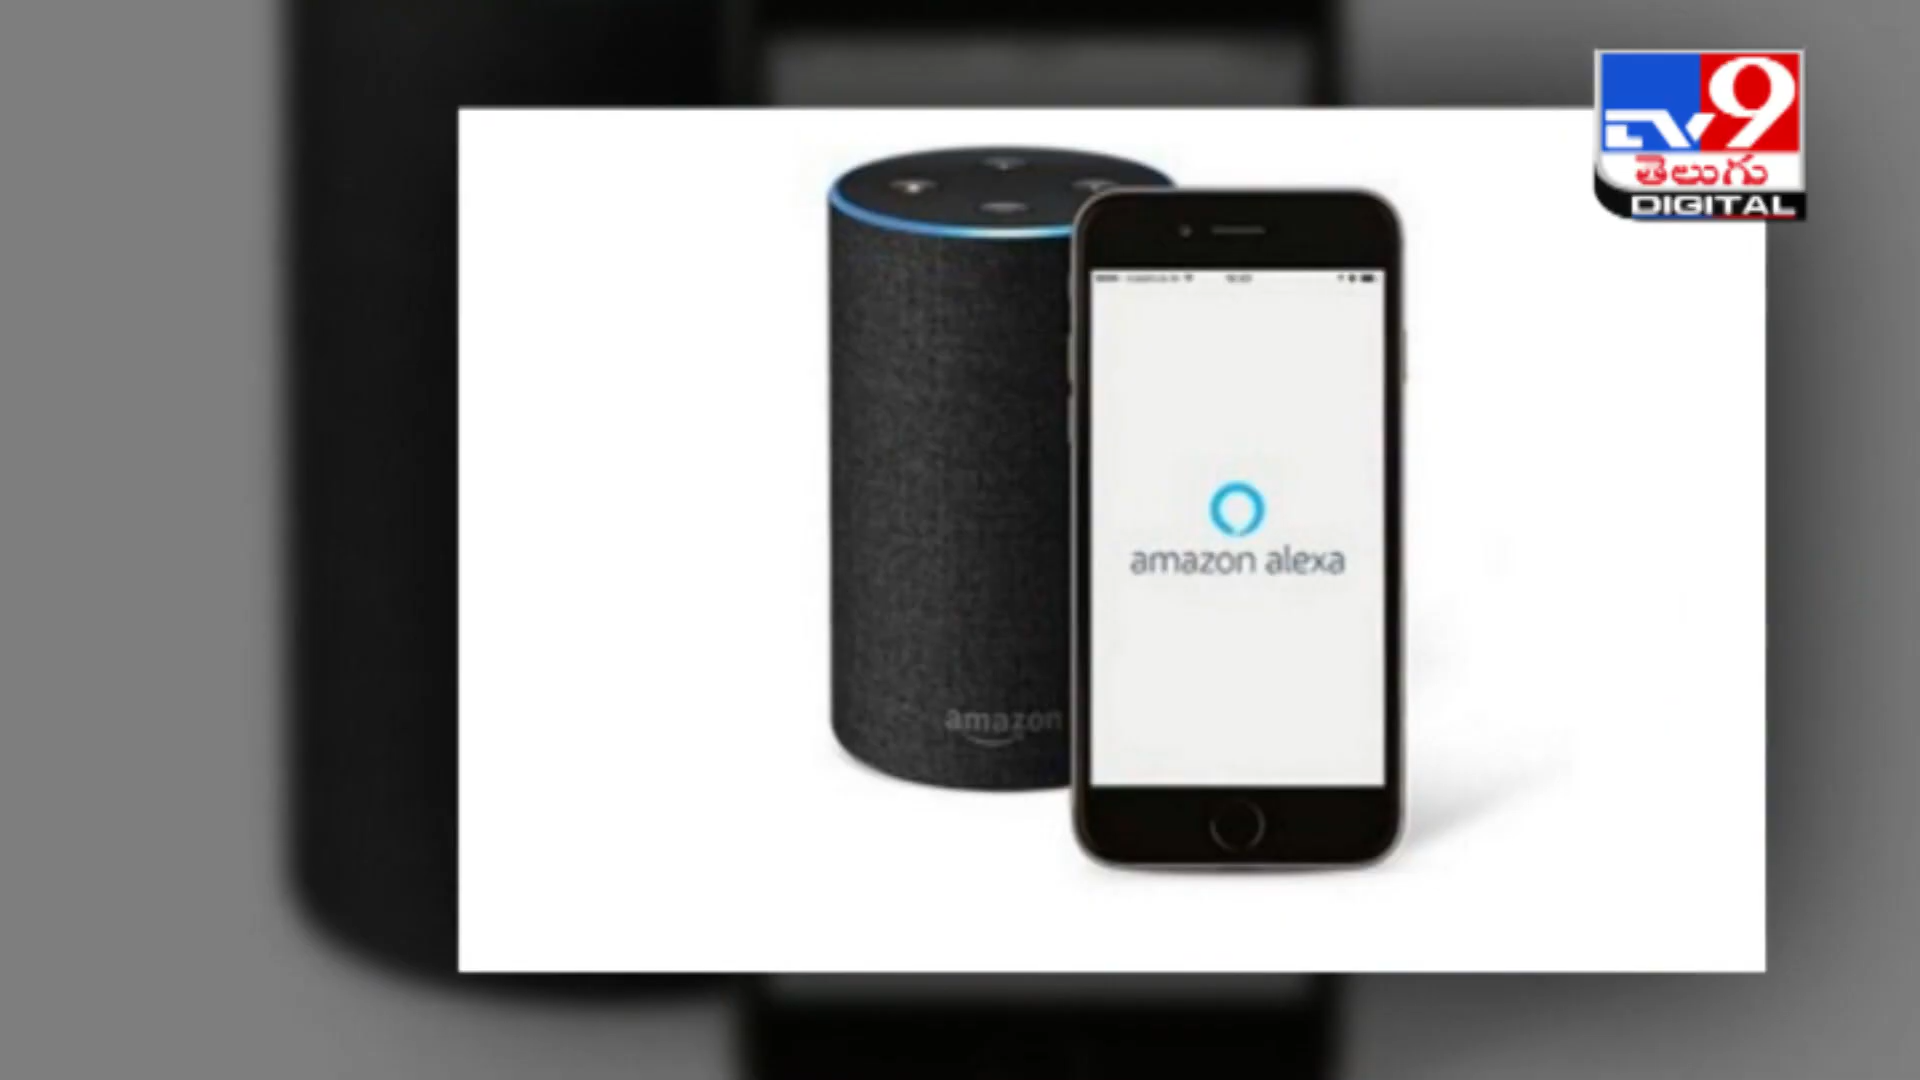 TV9
తెలుగు
DIGITAL
amazon alexa
amazon